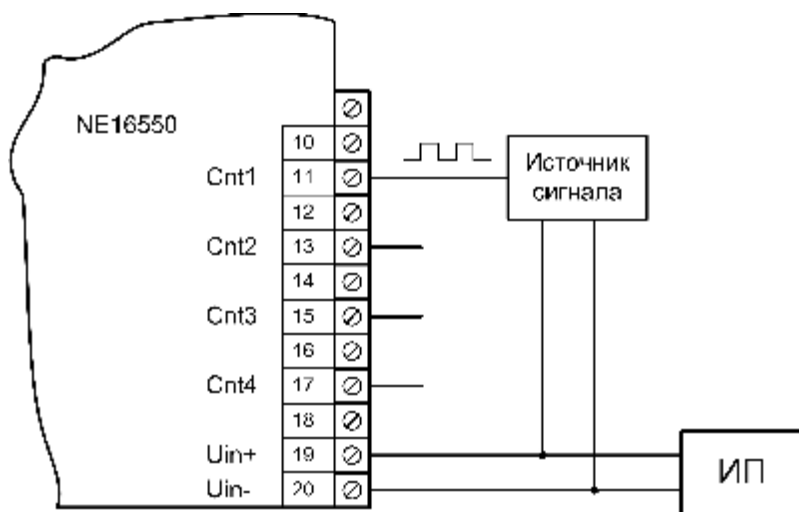 NE16550
10
Cnt1 11
12
Cnt2 13
14
Cnt3 15
16
Cnt4 17
18
Uin+ 19
Uin- 20
Источник
сигнала
ИП